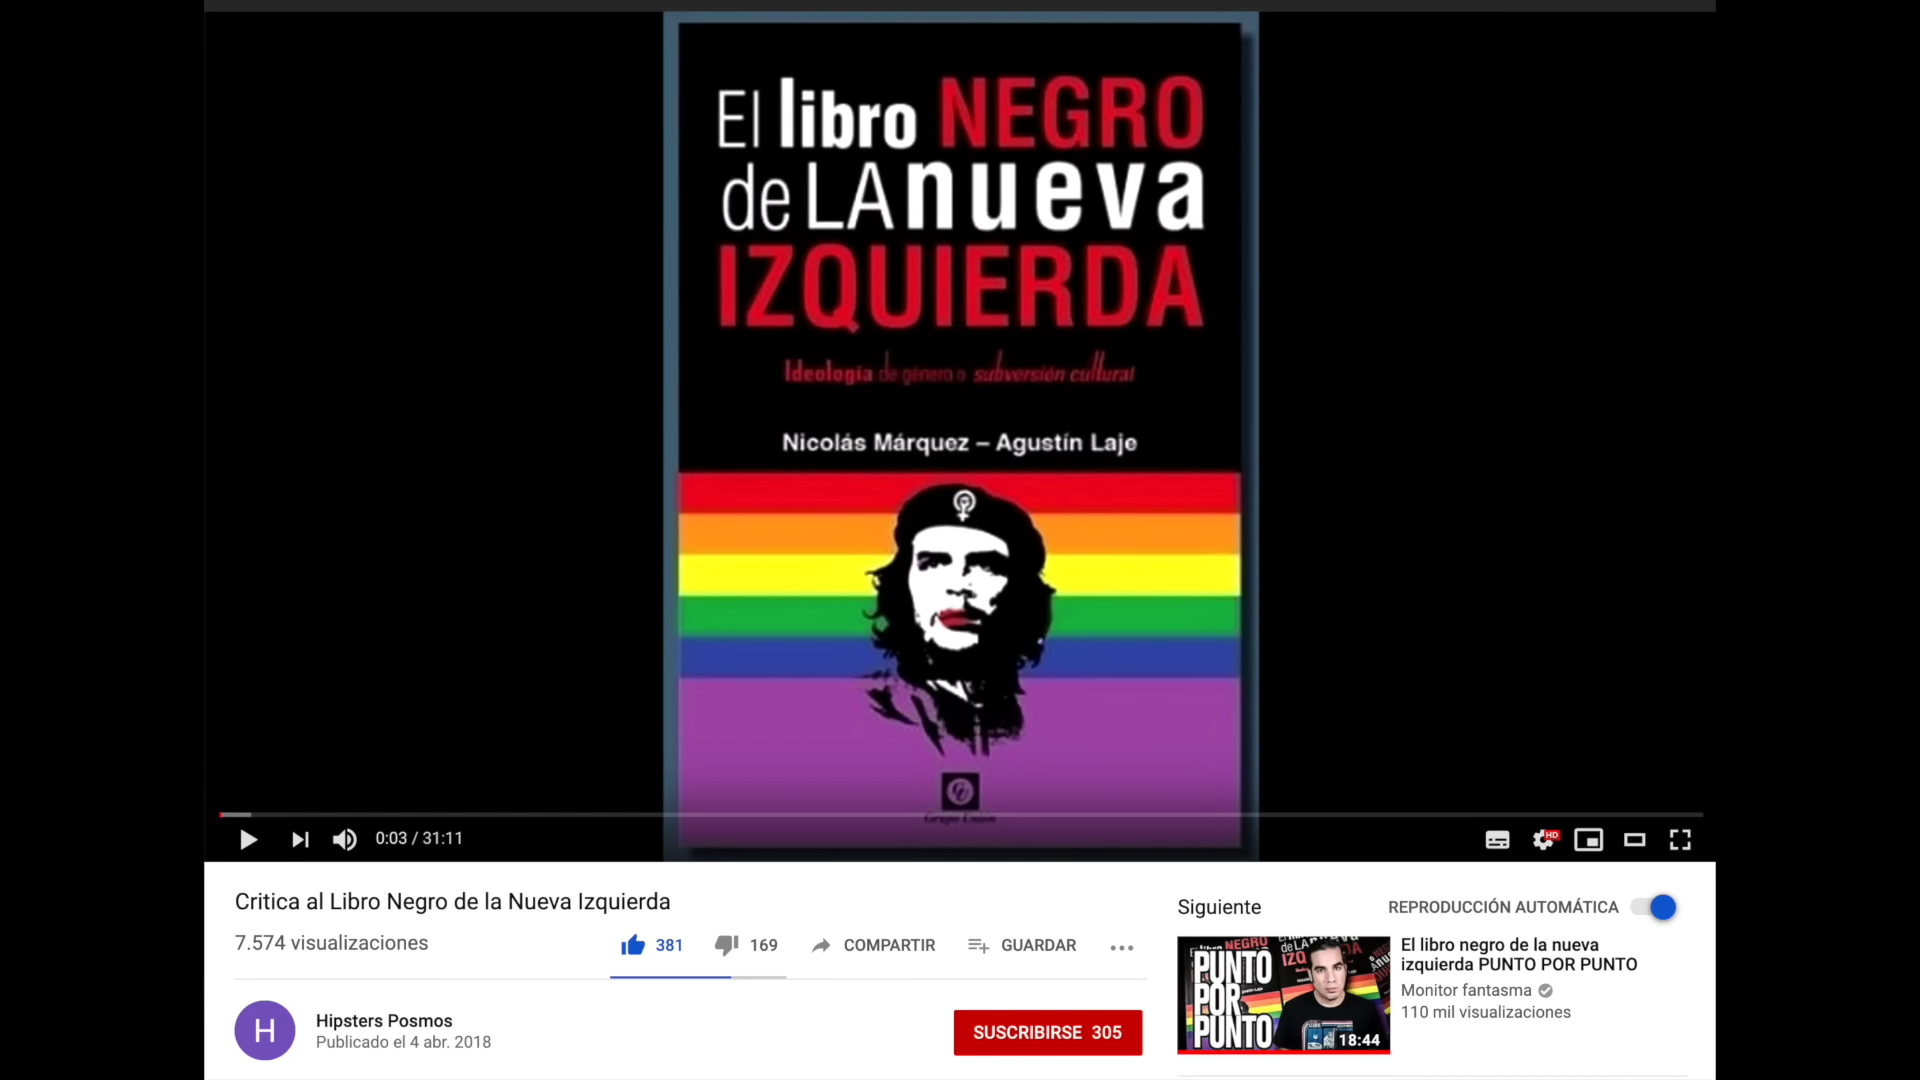 El libro NEGRO
de LA nueva
IZQUIERDA
Ideología de género o subversión cultural
Nicolás Márquez – Agustín Laje
Grupo Unión
0:03 / 31:11
HD
Critica al Libro Negro de la Nueva Izquierda
7.574 visualizaciones
381
169
COMPARTIR
GUARDAR
H
Hipsters Posmos
Publicado el 4 abr. 2018
SUSCRIBIRSE 305
Siguiente
REPRODUCCIÓN AUTOMÁTICA
PUNTO
POR
PUNTO
18:44
El libro negro de la nueva
izquierda PUNTO POR PUNTO
Monitor fantasma
110 mil visualizaciones